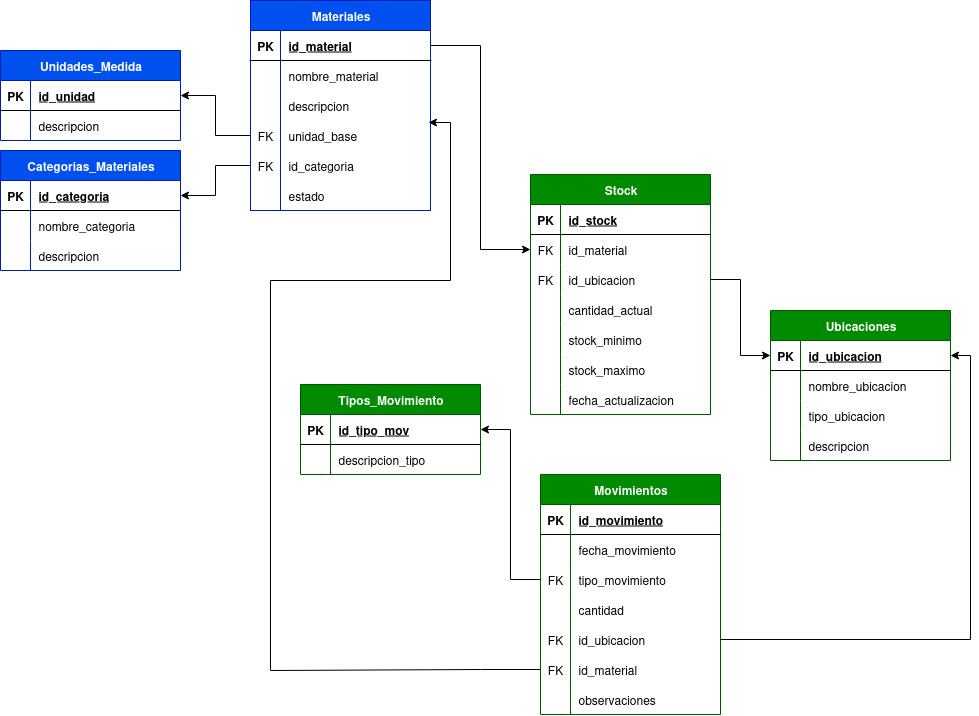 Materiales
PK id_material
nombre_material
descripcion
FK unidad_base
FK id_categoria
estado
Unidades_Medida
PK id_unidad
descripcion
Categorias_Materiales
PK id_categoria
nombre_categoria
descripcion
Stock
PK id_stock
FK id_material
FK id_ubicacion
cantidad_actual
stock_minimo
stock_maximo
fecha_actualizacion
Ubicaciones
PK id_ubicacion
nombre_ubicacion
tipo_ubicacion
descripcion
Tipos_Movimiento
PK id_tipo_mov
descripcion_tipo
Movimientos
PK id_movimiento
fecha_movimiento
FK tipo_movimiento
cantidad
FK id_ubicacion
FK id_material
observaciones